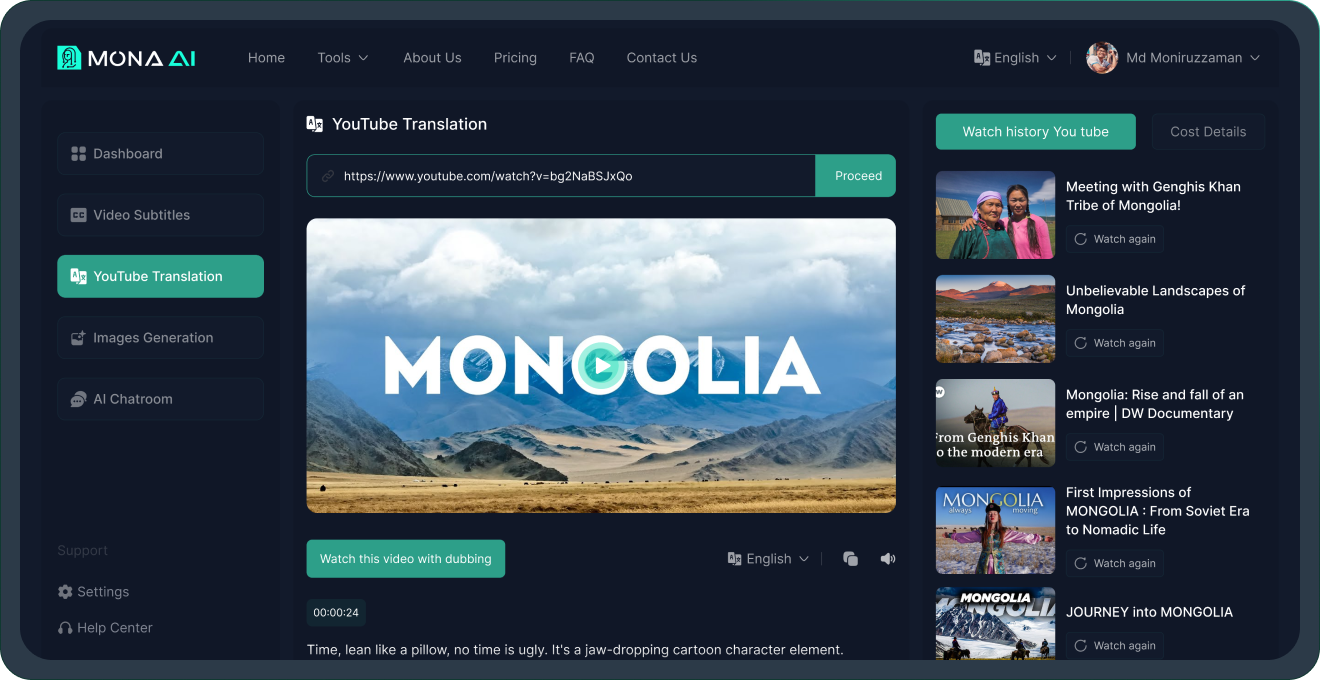 MONA AI
Home
Tools
About Us
Pricing
FAQ
Contact Us
English
Md Moniruzzaman
Dashboard
CC
Video Subtitles
YouTube Translation
Images Generation
AI Chatroom
Support
Settings
Help Center
YouTube Translation
https://www.youtube.com/watch?v=bg2NaBSJxQo
Proceed
MONGOLIA
Watch this video with dubbing
English
00:00:24
Time, lean like a pillow, no time is ugly. It's a jaw-dropping cartoon character element.
Watch history You tube
Cost Details
Meeting with Genghis Khan
Tribe of Mongolia!
Watch again
Unbelievable Landscapes of
Mongolia
Watch again
From Genghis Khan
o the modern era
Mongolia: Rise and fall of an
empire | DW Documentary
Watch again
MONGOLIA
always moving
First Impressions of
MONGOLIA : From Soviet Era
to Nomadic Life
Watch again
MONGOLIA
JOURNEY into MONGOLIA
Watch again